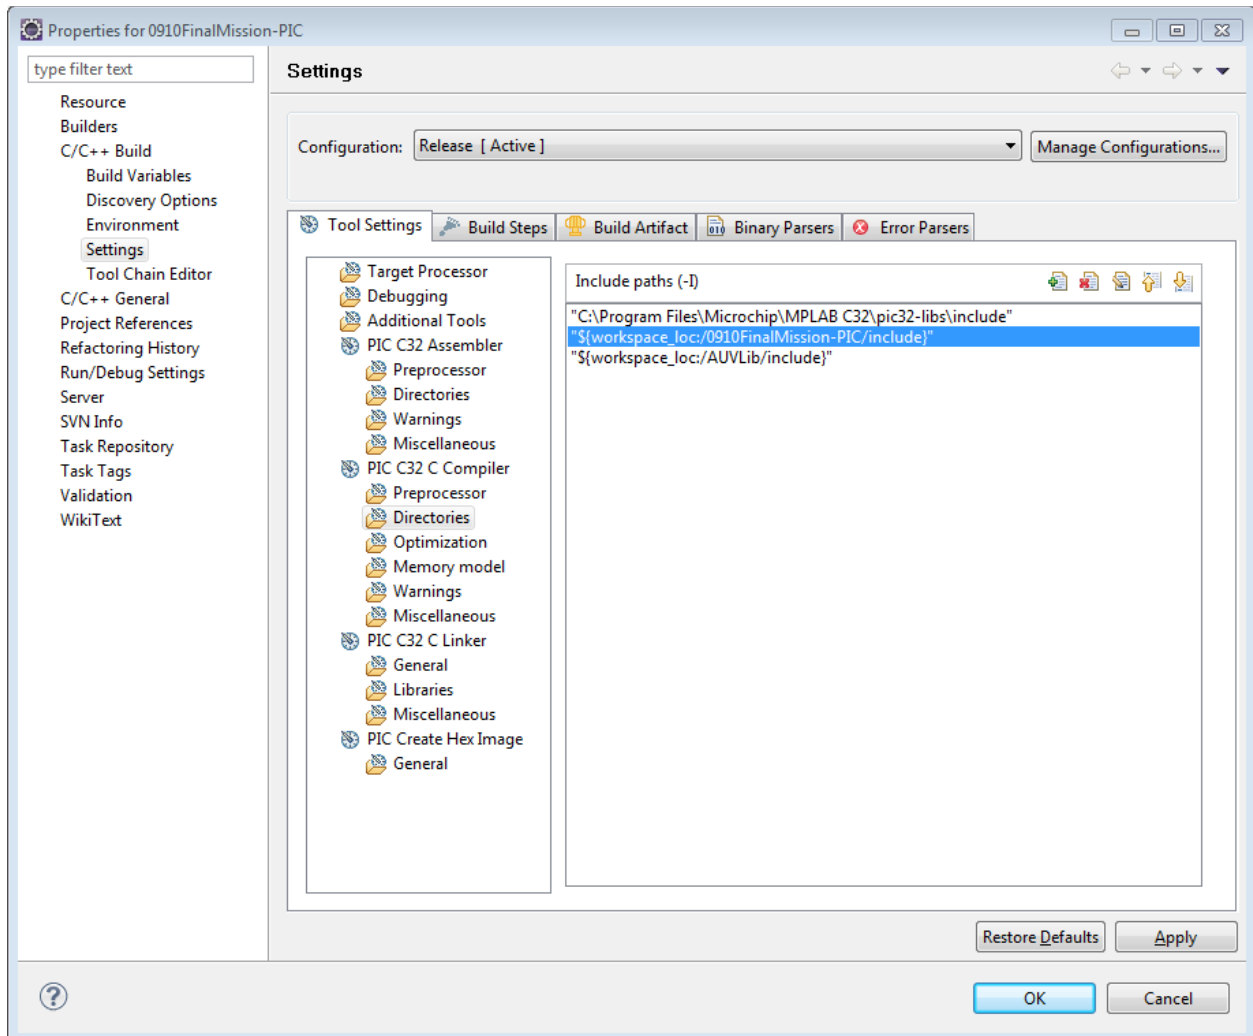 Properties for 0910FinalMission-PIC
type filter text
Resource
Builders
C/C++ Build
Build Variables
Discovery Options
Environment
Settings
Tool Chain Editor
C/C++ General
Project References
Refactoring History
Run/Debug Settings
Server
SVN Info
Task Repository
Task Tags
Validation
WikiText
Settings
Configuration: Release [ Active ] Manage Configurations...
Tool Settings Build Steps Build Artifact Binary Parsers Error Parsers
Target Processor
Debugging
Additional Tools
PIC C32 Assembler
Preprocessor
Directories
Warnings
Miscellaneous
PIC C32 C Compiler
Preprocessor
Directories
Optimization
Memory model
Warnings
Miscellaneous
PIC C32 C Linker
General
Libraries
Miscellaneous
PIC Create Hex Image
General
Include paths (-I)
"C:\Program Files\Microchip\MPLAB C32\pic32-libs\include"
"${workspace_loc:/0910FinalMission-PIC/include}"
"${workspace_loc:/AUVLib/include}"
Restore Defaults Apply
? OK Cancel